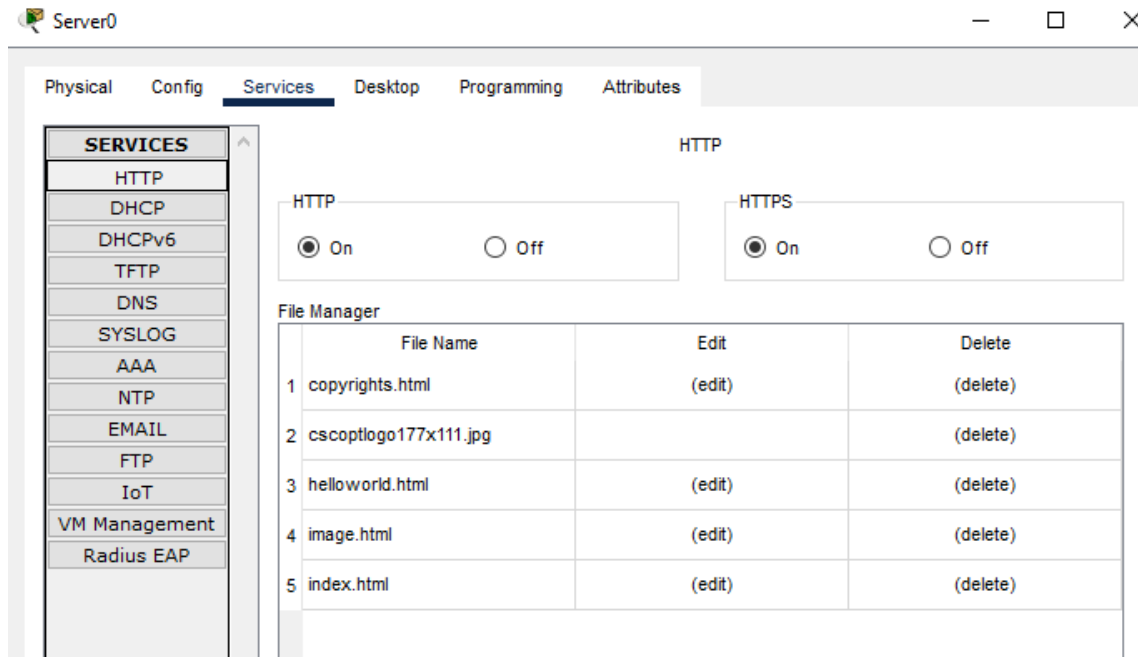 Server0
Physical Config Services Desktop Programming Attributes
SERVICES
HTTP
DHCP
DHCPv6
TFTP
DNS
SYSLOG
AAA
NTP
EMAIL
FTP
IoT
VM Management
Radius EAP
HTTP
HTTP
On Off
HTTPS
On Off
File Manager
File Name Edit Delete
1 copyrights.html (edit) (delete)
2 cscoptlogo177x111.jpg (delete)
3 helloworld.html (edit) (delete)
4 image.html (edit) (delete)
5 index.html (edit) (delete)